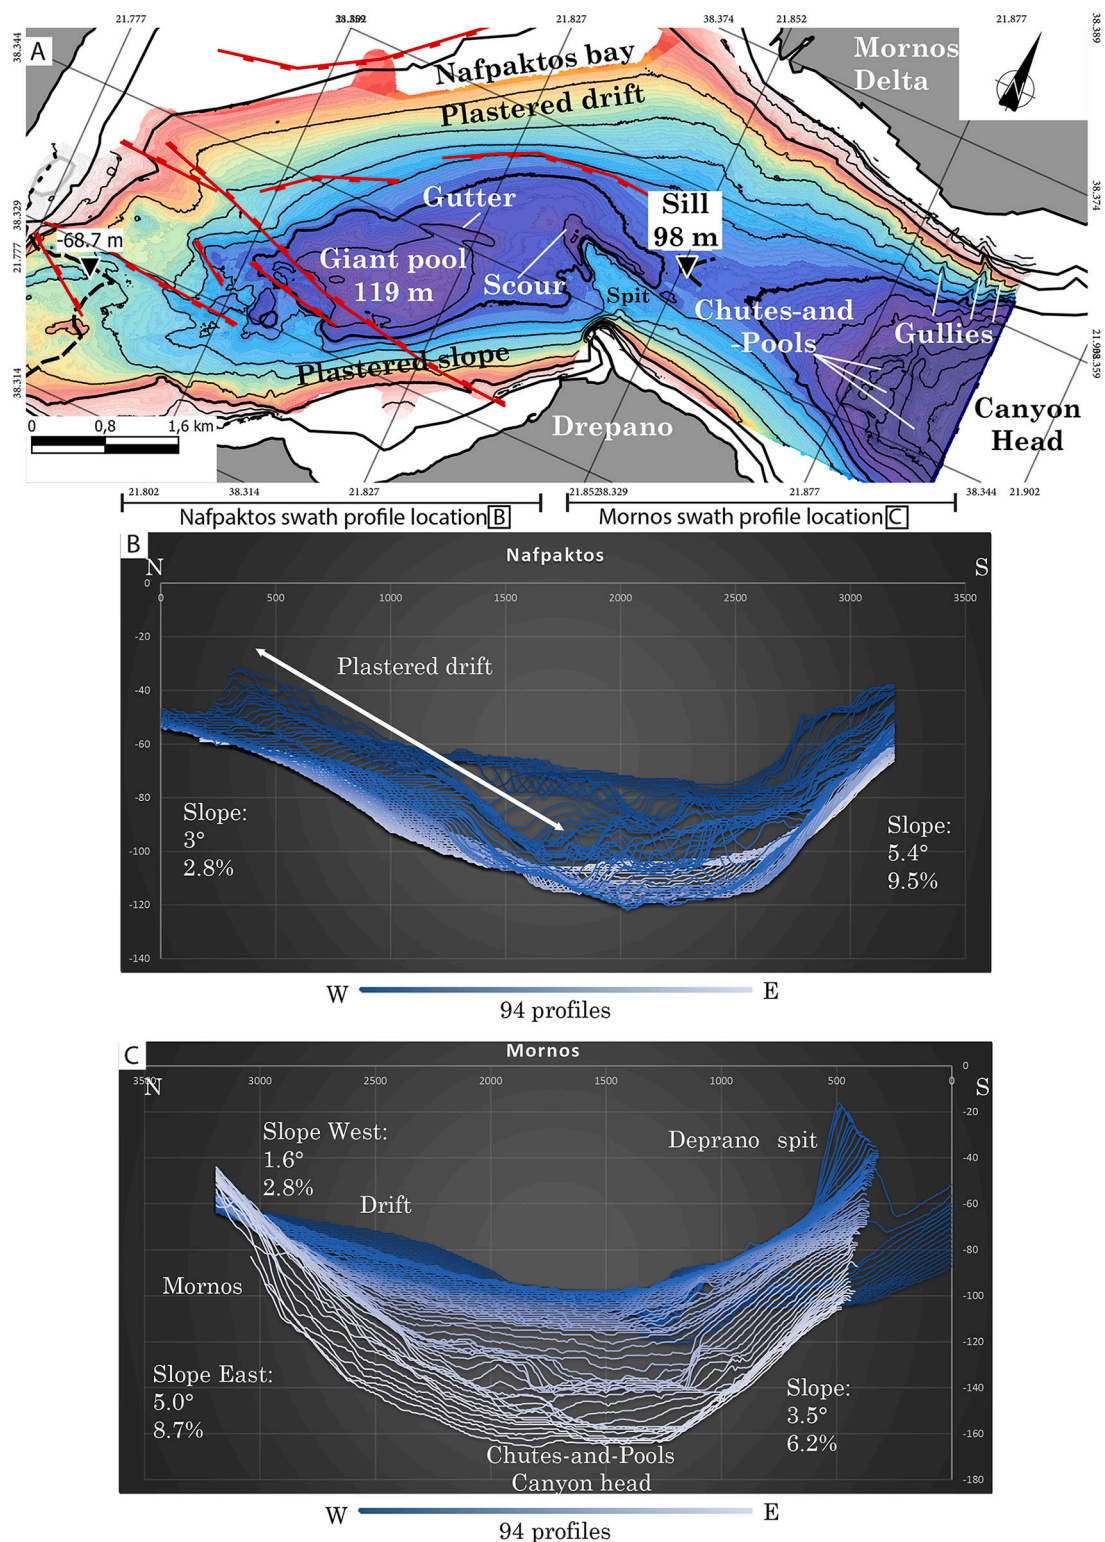 21.777
38.359
21.827
38.374
21.852
21.877
38.389
38.344
A
Nafpaktos bay
Plastered drift
Mornos
Delta
N
38.374
38.329
21.777
-68.7 m
Gutter
Sill
98 m
Giant pool
119 m
Scour
Spit
Chutes-and
-Pools
Gullies
21.902
38.359
38.314
Plastered slope
Drepano
Canyon
Head
0
0,8
1,6 km
21.802
38.314
21.827
21.852
38.329
21.877
38.344
21.902
Nafpaktos swath profile location B
Mornos swath profile location C
B
N
Nafpaktos
S
0
0
500
1000
1500
2000
2500
3000
3500
-20
Plastered drift
-40
-60
-80
Slope:
3°
2.8%
Slope:
5.4°
9.5%
-100
-120
-140
W
E
94 profiles
C
Mornos
N
S
3500
3000
2500
2000
1500
1000
500
0
0
-20
Slope West:
1.6°
2.8%
Deprano spit
-40
Drift
-60
-80
Mornos
-100
-120
Slope East:
5.0°
8.7%
Slope:
3.5°
6.2%
-140
-160
Chutes-and-Pools
Canyon head
-180
W
E
94 profiles